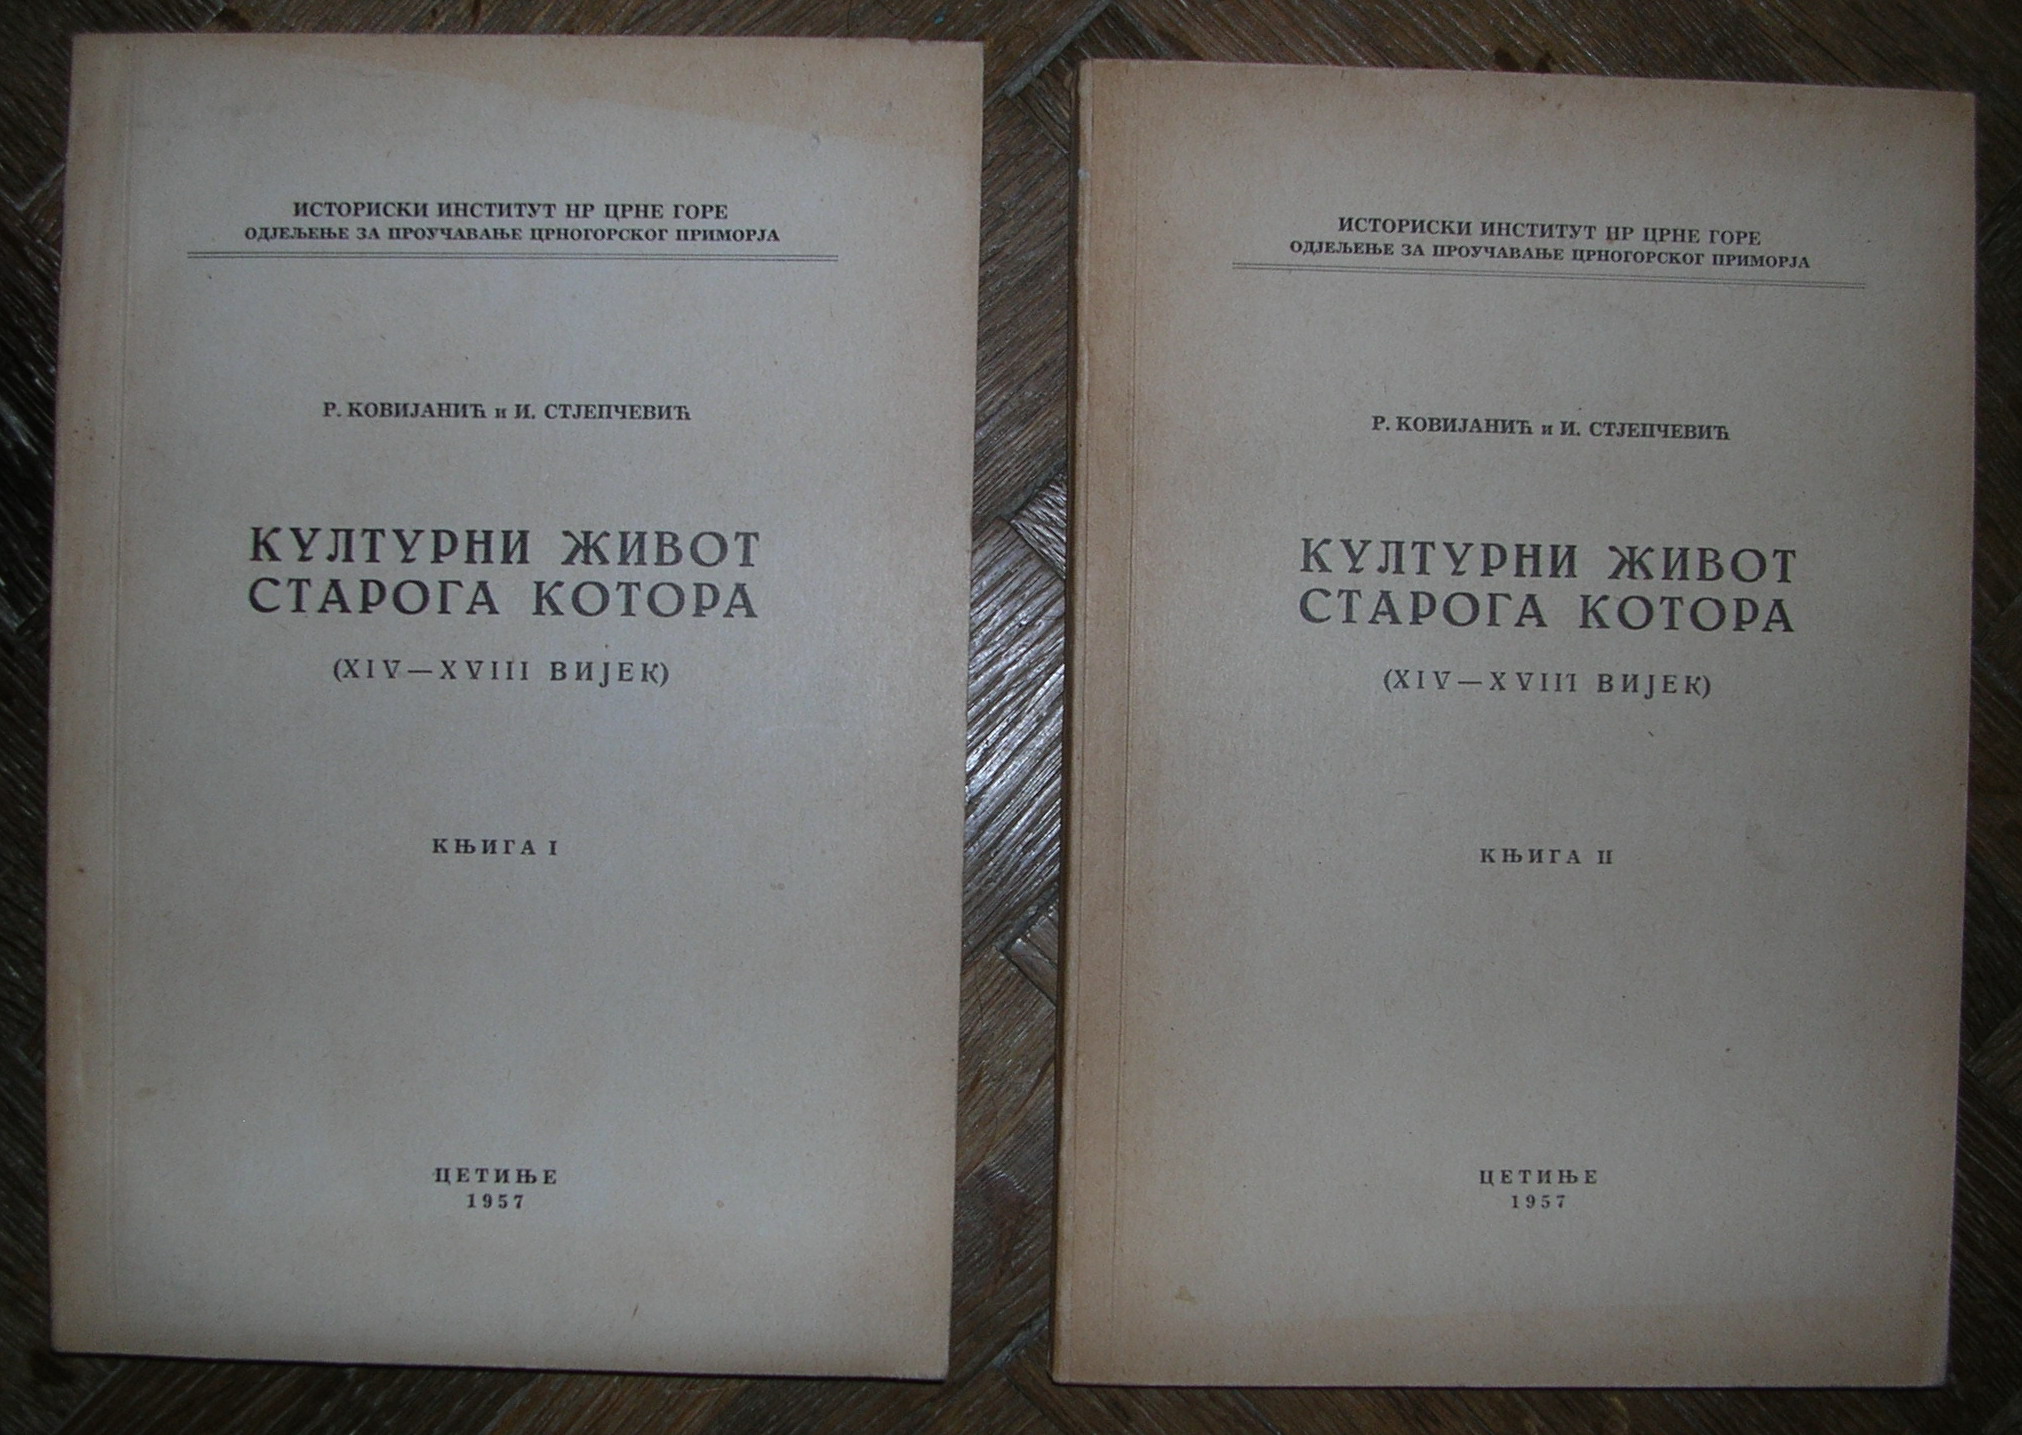 ИСТОРИСКИ ИНСТИТУТ НР ЦРНЕ ГОРЕ
ОДЈЕЉЕЊЕ ЗА ПРОУЧАВАЊЕ ЦРНОГОРСКОГ ПРИМОРЈА
Р. КОВИЈАНИЋ и И. СТЈЕПЧЕВИЋ
КУЛТУРНИ ЖИВОТ
СТАРОГА КОТОРА
(XIV—XVIII ВИЈЕК)
КЊИГА I
ЦЕТИЊЕ
1957
ИСТОРИСКИ ИНСТИТУТ НР ЦРНЕ ГОРЕ
ОДЈЕЉЕЊЕ ЗА ПРОУЧАВАЊЕ ЦРНОГОРСКОГ ПРИМОРЈА
Р. КОВИЈАНИЋ и И. СТЈЕПЧЕВИЋ
КУЛТУРНИ ЖИВОТ
СТАРОГА КОТОРА
(XIV—XVIII ВИЈЕК)
КЊИГА II
ЦЕТИЊЕ
1957